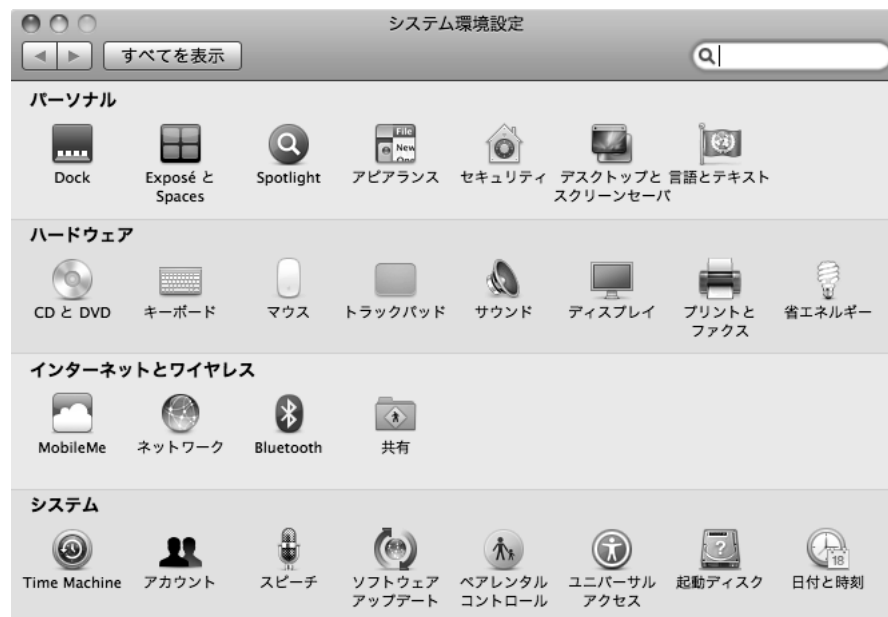 システム環境設定
すべてを表示
パーソナル
File
New
Dock
Exposé と
Spaces
Spotlight
アピアランス
セキュリティ
デスクトップと
スクリーンセーバ
言語とテキスト
ハードウェア
CD と DVD
キーボード
マウス
トラックパッド
サウンド
ディスプレイ
プリントと
ファクス
省エネルギー
インターネットとワイヤレス
MobileMe
ネットワーク
Bluetooth
共有
システム
?
18
Time Machine
アカウント
スピーチ
ソフトウェア
アップデート
ペアレンタル
コントロール
ユニバーサル
アクセス
起動ディスク
日付と時刻